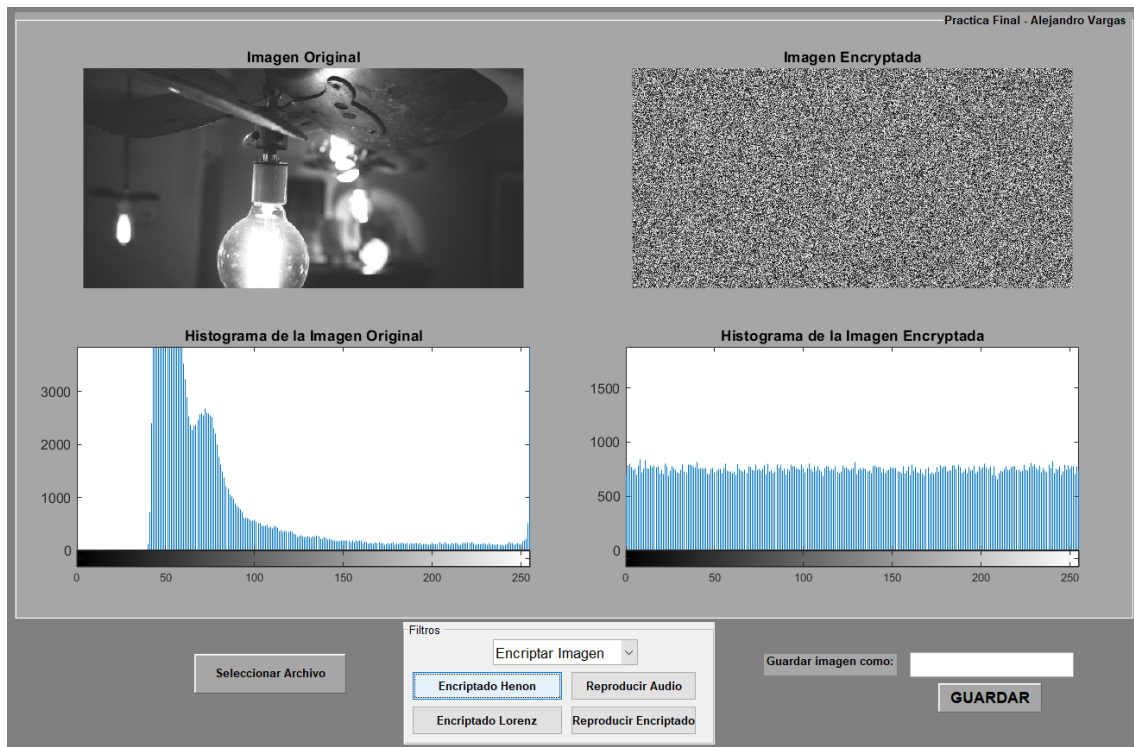 Practica Final - Alejandro Vargas
Imagen Original
Imagen Encryptada
Histograma de la Imagen Original
3000
2000
1000
0
0 50 100 150 200 250
Histograma de la Imagen Encryptada
1500
1000
500
0
0 50 100 150 200 250
Seleccionar Archivo
Filtros
Encriptar Imagen
Encriptado Henon
Reproducir Audio
Encriptado Lorenz
Reproducir Encriptado
Guardar imagen como:
GUARDAR